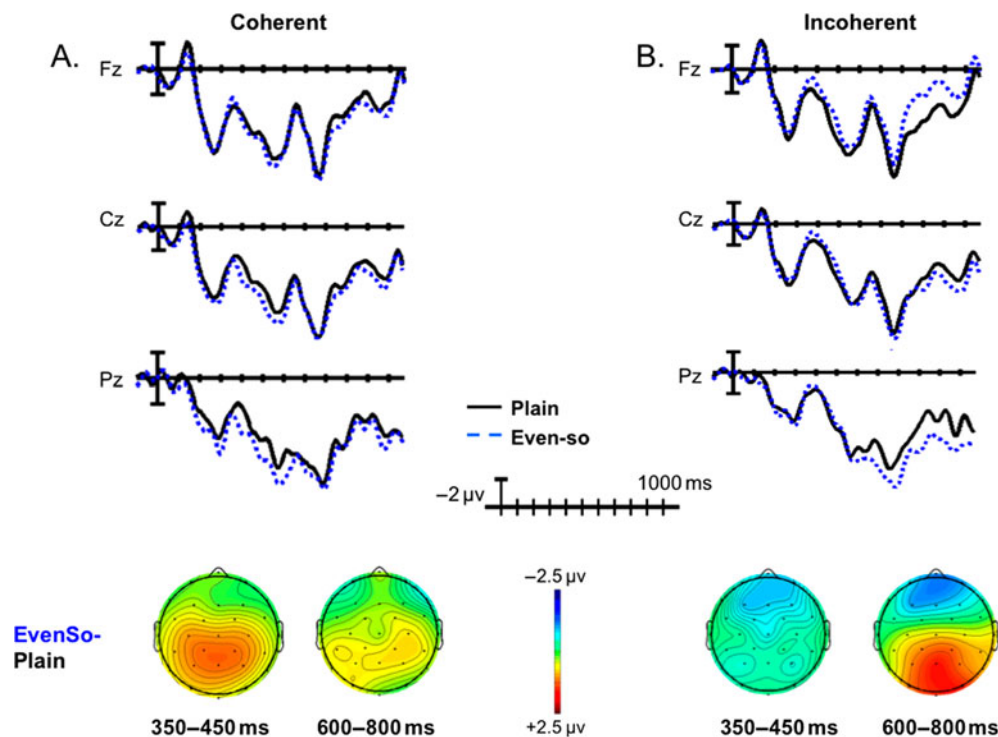 Coherent
Incoherent
A.
B.
Fz
Fz
Cz
Cz
Pz
Pz
Plain
Even-so
1000 ms
−2 μv
−2.5 μv
EvenSo-
Plain
+2.5 μv
350–450 ms
600–800 ms
350–450 ms
600–800 ms